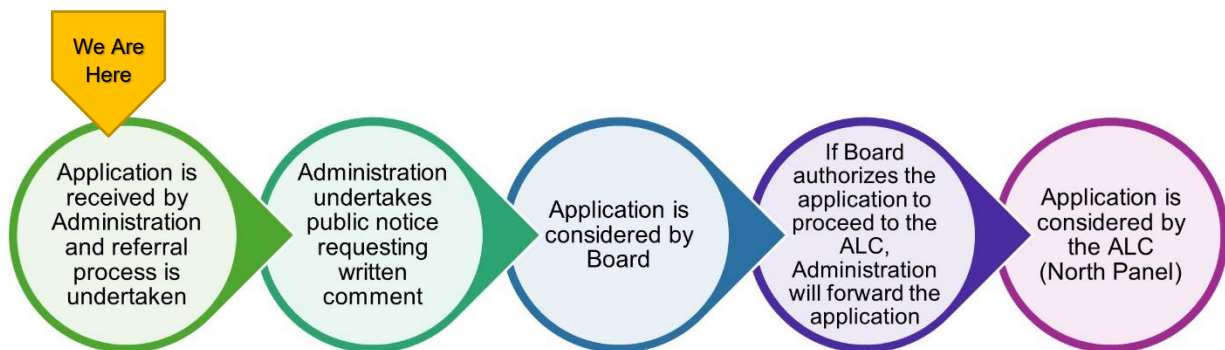 We Are
Here
Application is
received by
Administration
and referral
process is
undertaken
Administration
undertakes
public notice
requesting
written
comment
Application is
considered by
Board
If Board
authorizes the
application to
proceed to the
ALC,
Administration
will forward the
application
Application is
considered by
the ALC
(North Panel)